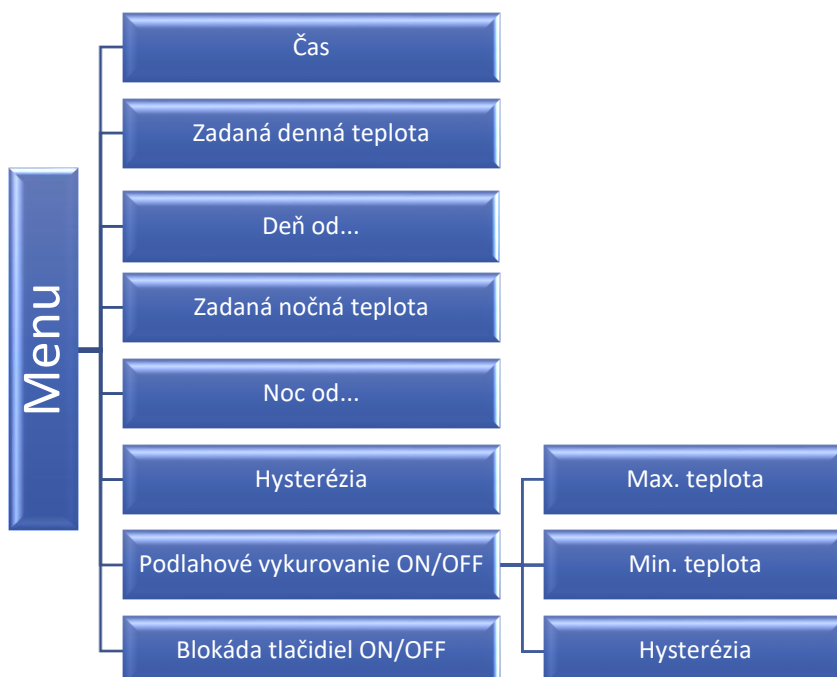 Menu
Čas
Zadaná denná teplota
Deň od...
Zadaná nočná teplota
Noc od...
Hysterézia
Podlahové vykurovanie ON/OFF
Max. teplota
Min. teplota
Hysterézia
Blokáda tlačidiel ON/OFF